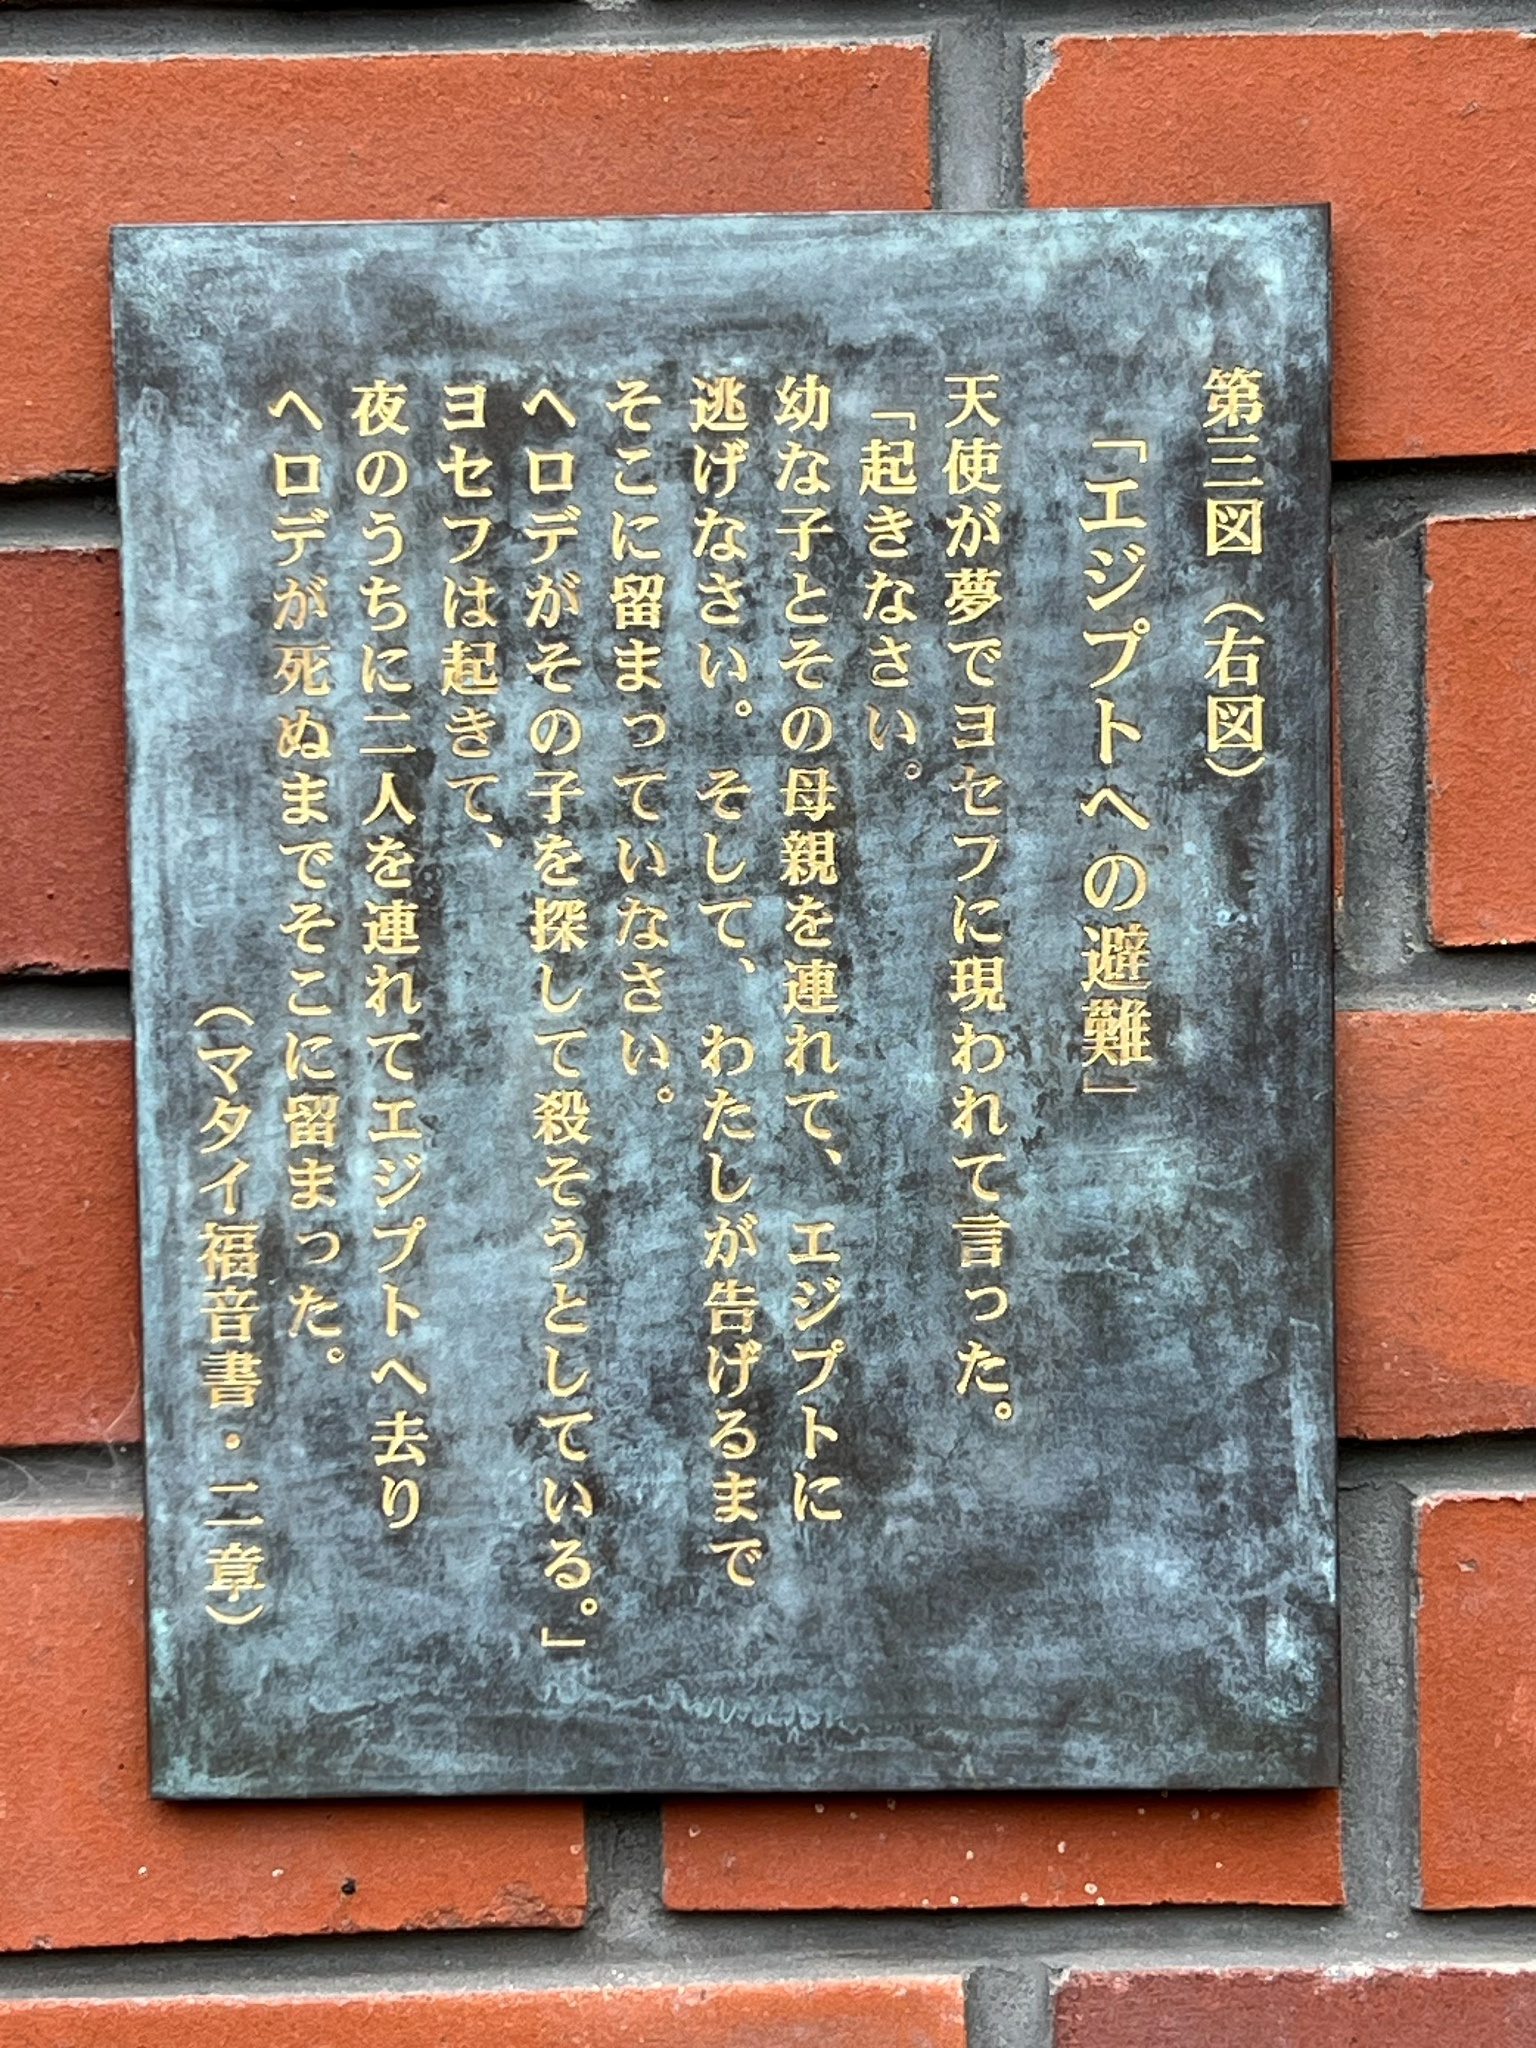 第三図（右図）
「エジプトへの避難」
天使が夢でヨセフに現われて言った。
「起きなさい。
幼な子とその母親を連れて、エジプトに
逃げなさい。そして、わたしが告げるまで
そこに留まっていなさい。
ヘロデがその子を探して殺そうとしている。」
ヨセフは起きて、
夜のうちに二人を連れてエジプトへ去り
ヘロデが死ぬまでそこに留まった。
（マタイ福音書・二章）